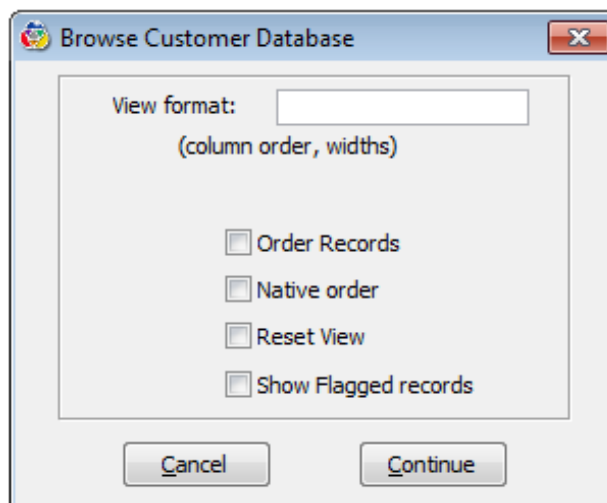 Browse Customer Database
View format:
(column order, widths)
Order Records
Native order
Reset View
Show Flagged records
Cancel Continue